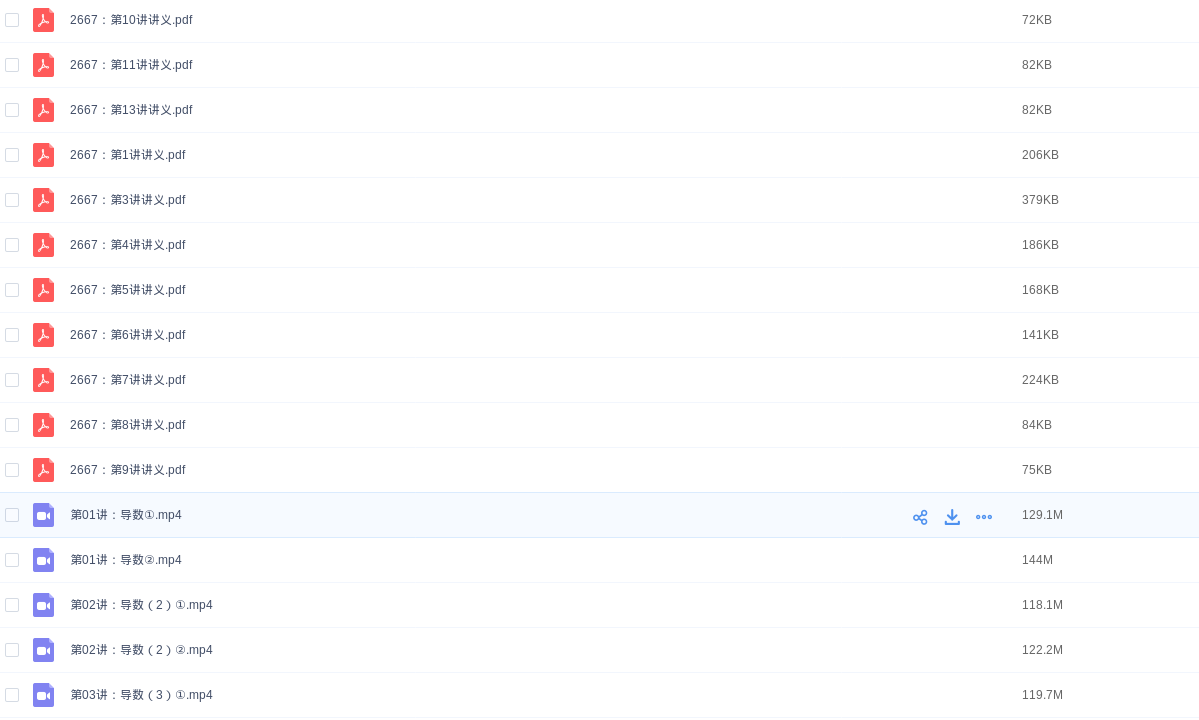 2667：第10讲讲义.pdf 72KB
2667：第11讲讲义.pdf 82KB
2667：第13讲讲义.pdf 82KB
2667：第1讲讲义.pdf 206KB
2667：第3讲讲义.pdf 379KB
2667：第4讲讲义.pdf 186KB
2667：第5讲讲义.pdf 168KB
2667：第6讲讲义.pdf 141KB
2667：第7讲讲义.pdf 224KB
2667：第8讲讲义.pdf 84KB
2667：第9讲讲义.pdf 75KB
第01讲：导数①.mp4 129.1M
第01讲：导数②.mp4 144M
第02讲：导数（2）①.mp4 118.1M
第02讲：导数（2）②.mp4 122.2M
第03讲：导数（3）①.mp4 119.7M